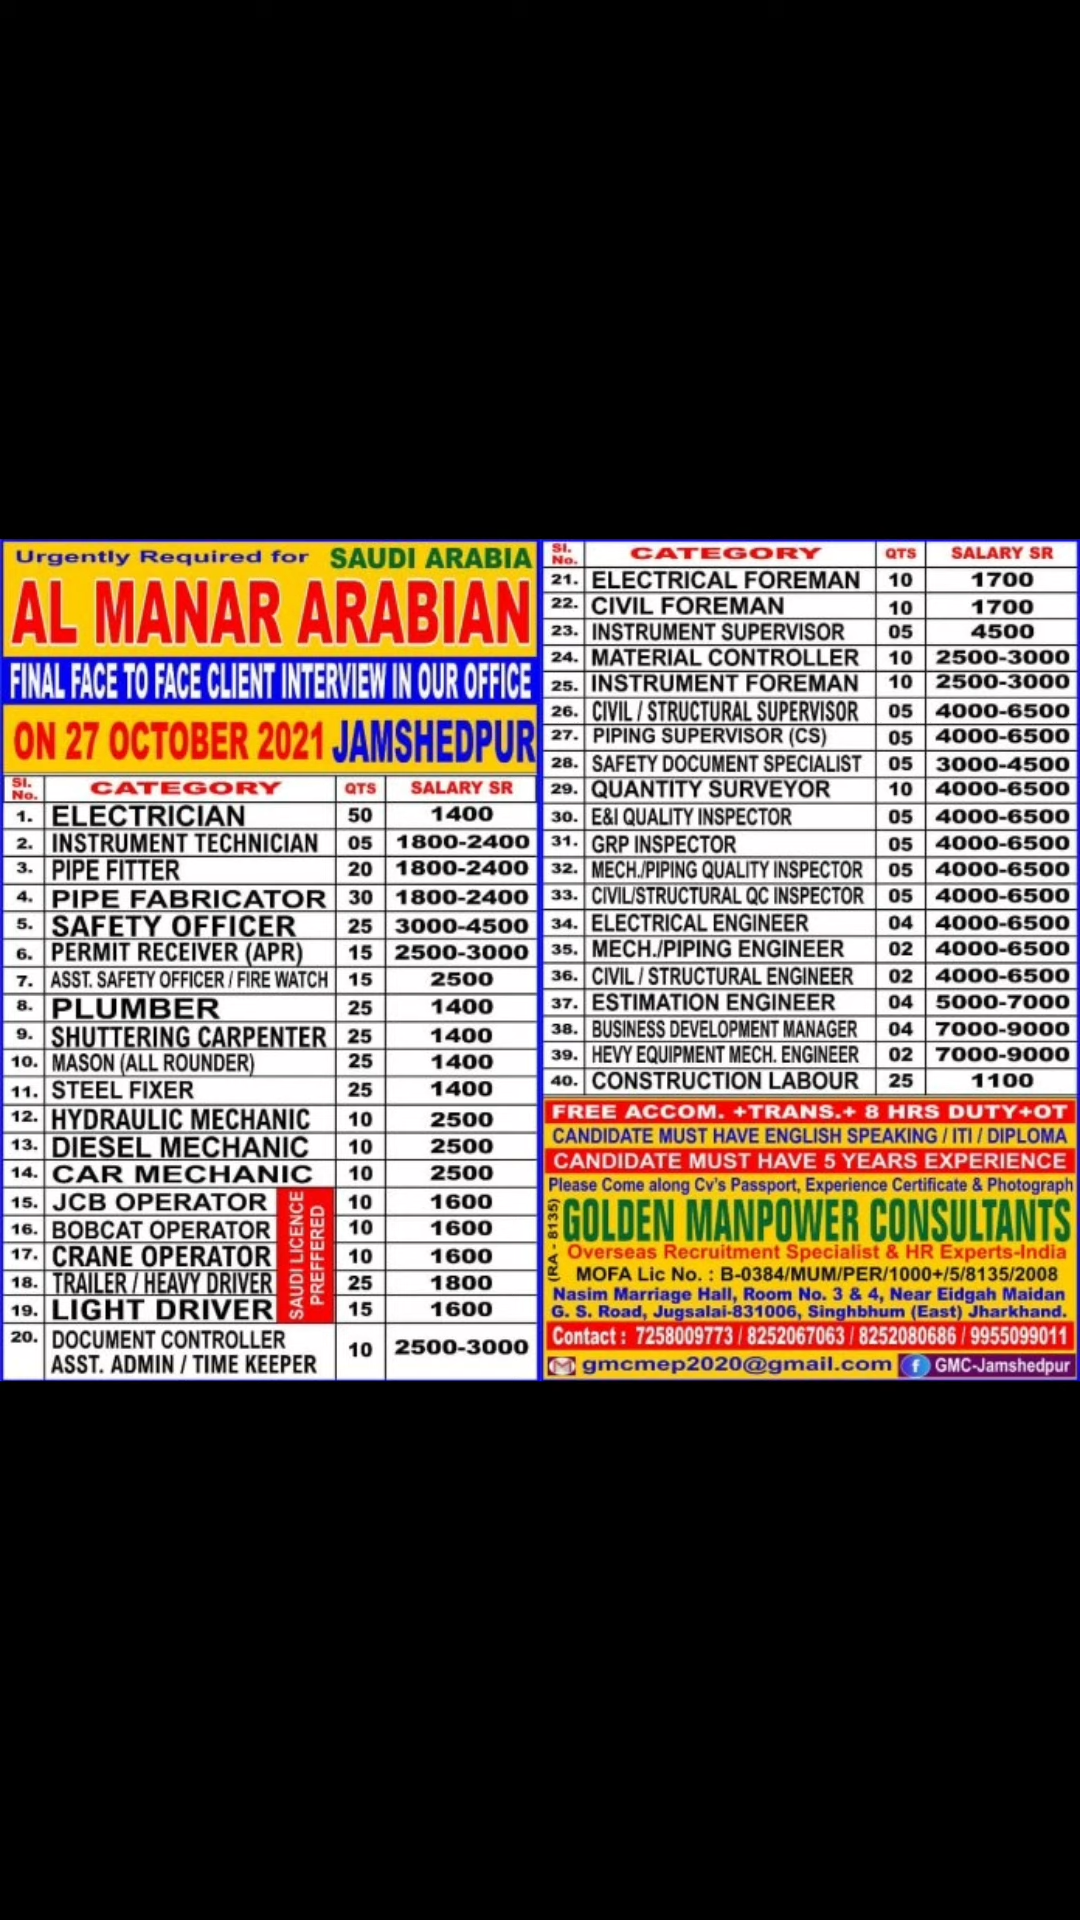 Urgently Required for SAUDI ARABIA
AL MANAR ARABIAN
FINAL FACE TO FACE CLIENT INTERVIEW IN OUR OFFICE
ON 27 OCTOBER 2021 JAMSHEDPUR
Sl. No. CATEGORY QTS SALARY SR
1. ELECTRICIAN 50 1400
2. INSTRUMENT TECHNICIAN 05 1800-2400
3. PIPE FITTER 20 1800-2400
4. PIPE FABRICATOR 30 1800-2400
5. SAFETY OFFICER 25 3000-4500
6. PERMIT RECEIVER (APR) 15 2500-3000
7. ASST. SAFETY OFFICER / FIRE WATCH 15 2500
8. PLUMBER 25 1400
9. SHUTTERING CARPENTER 25 1400
10. MASON (ALL ROUNDER) 25 1400
11. STEEL FIXER 25 1400
12. HYDRAULIC MECHANIC 10 2500
13. DIESEL MECHANIC 10 2500
14. CAR MECHANIC 10 2500
15. JCB OPERATOR 10 1600
16. BOBCAT OPERATOR 10 1600
17. CRANE OPERATOR 10 1600
18. TRAILER / HEAVY DRIVER 25 1800
19. LIGHT DRIVER 15 1600
SAUDI LICENCE
PREFFERED
20. DOCUMENT CONTROLLER
ASST. ADMIN / TIME KEEPER 10 2500-3000
Sl. No. CATEGORY QTS SALARY SR
21. ELECTRICAL FOREMAN 10 1700
22. CIVIL FOREMAN 10 1700
23. INSTRUMENT SUPERVISOR 05 4500
24. MATERIAL CONTROLLER 10 2500-3000
25. INSTRUMENT FOREMAN 10 2500-3000
26. CIVIL / STRUCTURAL SUPERVISOR 05 4000-6500
27. PIPING SUPERVISOR (CS) 05 4000-6500
28. SAFETY DOCUMENT SPECIALIST 05 3000-4500
29. QUANTITY SURVEYOR 10 4000-6500
30. E&I QUALITY INSPECTOR 05 4000-6500
31. GRP INSPECTOR 05 4000-6500
32. MECH./PIPING QUALITY INSPECTOR 05 4000-6500
33. CIVIL/STRUCTURAL QC INSPECTOR 05 4000-6500
34. ELECTRICAL ENGINEER 04 4000-6500
35. MECH./PIPING ENGINEER 02 4000-6500
36. CIVIL / STRUCTURAL ENGINEER 02 4000-6500
37. ESTIMATION ENGINEER 04 5000-7000
38. BUSINESS DEVELOPMENT MANAGER 04 7000-9000
39. HEVY EQUIPMENT MECH. ENGINEER 02 7000-9000
40. CONSTRUCTION LABOUR 25 1100
FREE ACCOM. +TRANS.+ 8 HRS DUTY+OT
CANDIDATE MUST HAVE ENGLISH SPEAKING / ITI / DIPLOMA
CANDIDATE MUST HAVE 5 YEARS EXPERIENCE
Please Come along Cv's Passport, Experience Certificate & Photograph
(RA - 8135)
GOLDEN MANPOWER CONSULTANTS
Overseas Recruitment Specialist & HR Experts-India
MOFA Lic No. : B-0384/MUM/PER/1000+/5/8135/2008
Nasim Marriage Hall, Room No. 3 & 4, Near Eidgah Maidan
G. S. Road, Jugsalai-831006, Singhbhum (East) Jharkhand.
Contact : 7258009773 / 8252067063 / 8252080686 / 9955099011
gmcmep2020@gmail.com f GMC-Jamshedpur